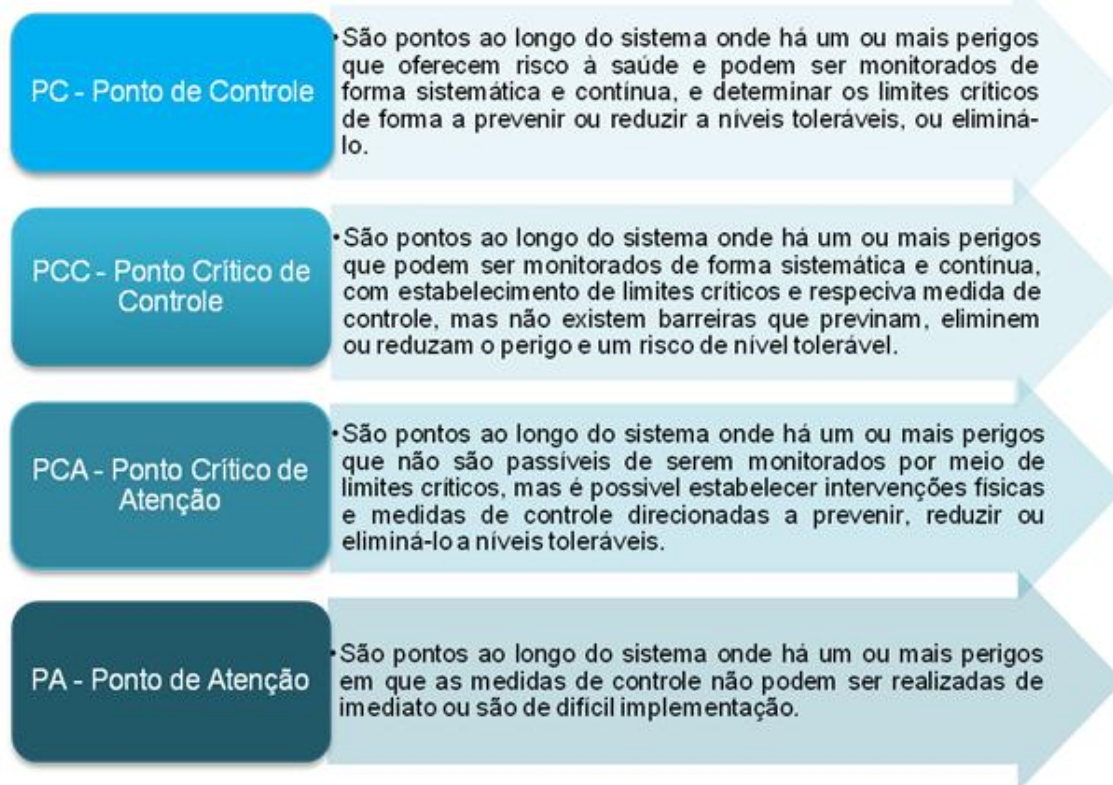 PC - Ponto de Controle
•São pontos ao longo do sistema onde há um ou mais perigos
que oferecem risco à saúde e podem ser monitorados de
forma sistemática e contínua, e determinar os limites críticos
de forma a prevenir ou reduzir a níveis toleráveis, ou eliminá-
lo.
PCC - Ponto Crítico de
Controle
•São pontos ao longo do sistema onde há um ou mais perigos
que podem ser monitorados de forma sistemática e contínua,
com estabelecimento de limites críticos e respeciva medida de
controle, mas não existem barreiras que previnam, eliminem
ou reduzam o perigo e um risco de nível tolerável.
PCA - Ponto Crítico de
Atenção
•São pontos ao longo do sistema onde há um ou mais perigos
que não são passíveis de serem monitorados por meio de
limites críticos, mas é possivel estabelecer intervenções físicas
e medidas de controle direcionadas a prevenir, reduzir ou
eliminá-lo a níveis toleráveis.
PA - Ponto de Atenção
•São pontos ao longo do sistema onde há um ou mais perigos
em que as medidas de controle não podem ser realizadas de
imediato ou são de difícil implementação.